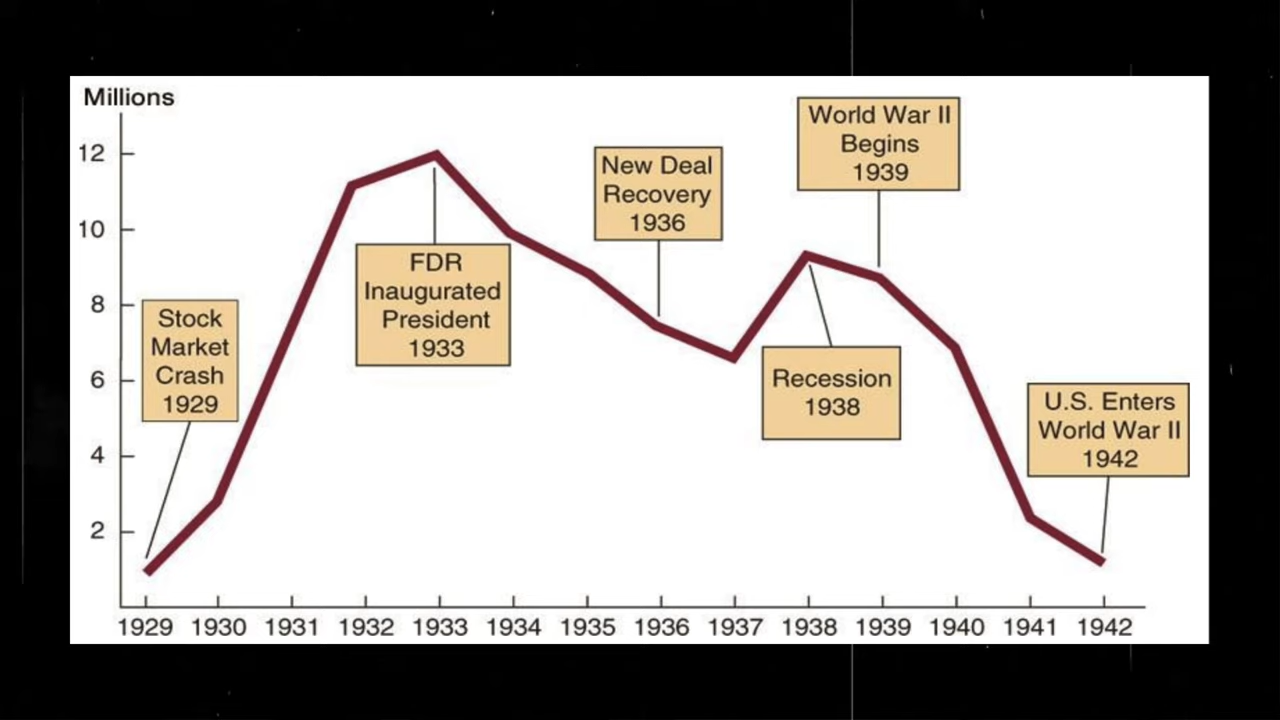 Millions
12
10
8
6
4
2
Stock
Market
Crash
1929
FDR
Inaugurated
President
1933
New Deal
Recovery
1936
World War II
Begins
1939
Recession
1938
U.S. Enters
World War II
1942
1929 1930 1931 1932 1933 1934 1935 1936 1937 1938 1939 1940 1941 1942